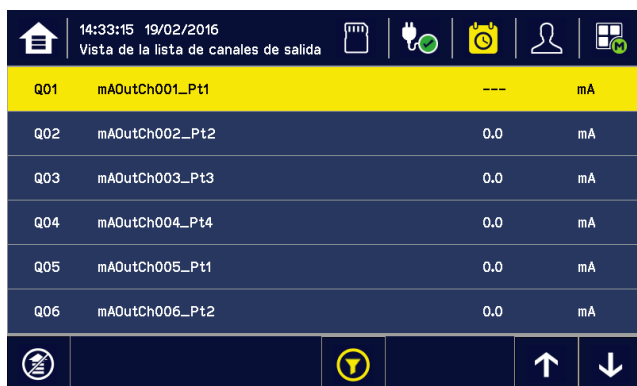 14:33:15 19/02/2016
Vista de la lista de canales de salida
M
Q01 mAOutCh001_Pt1 --- mA
Q02 mAOutCh002_Pt2 0.0 mA
Q03 mAOutCh003_Pt3 0.0 mA
Q04 mAOutCh004_Pt4 0.0 mA
Q05 mAOutCh005_Pt1 0.0 mA
Q06 mAOutCh006_Pt2 0.0 mA